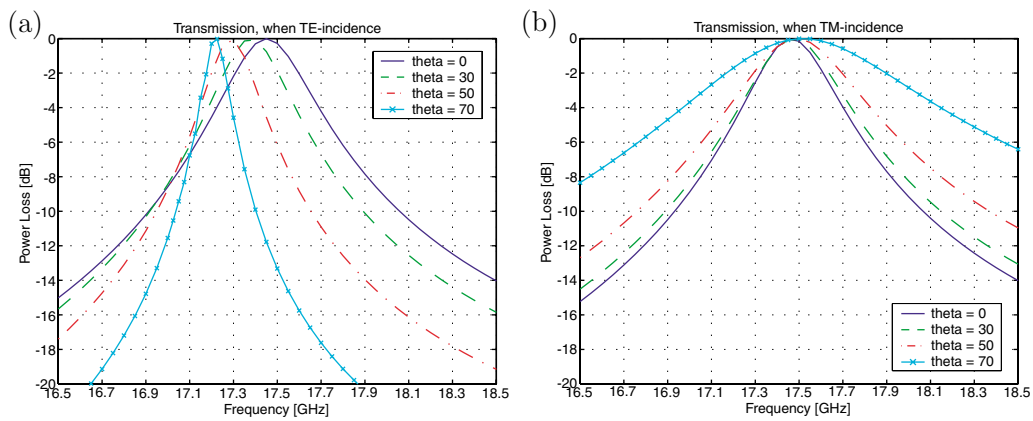 (a)
Transmission, when TE-incidence
Power Loss [dB]
0
-2
-4
-6
-8
-10
-12
-14
-16
-18
-20
theta = 0
theta = 30
theta = 50
theta = 70
16.5 16.7 16.9 17.1 17.3 17.5 17.7 17.9 18.1 18.3 18.5
Frequency [GHz]
(b)
Transmission, when TM-incidence
Power Loss [dB]
0
-2
-4
-6
-8
-10
-12
-14
-16
-18
-20
theta = 0
theta = 30
theta = 50
theta = 70
16.5 16.7 16.9 17.1 17.3 17.5 17.7 17.9 18.1 18.3 18.5
Frequency [GHz]